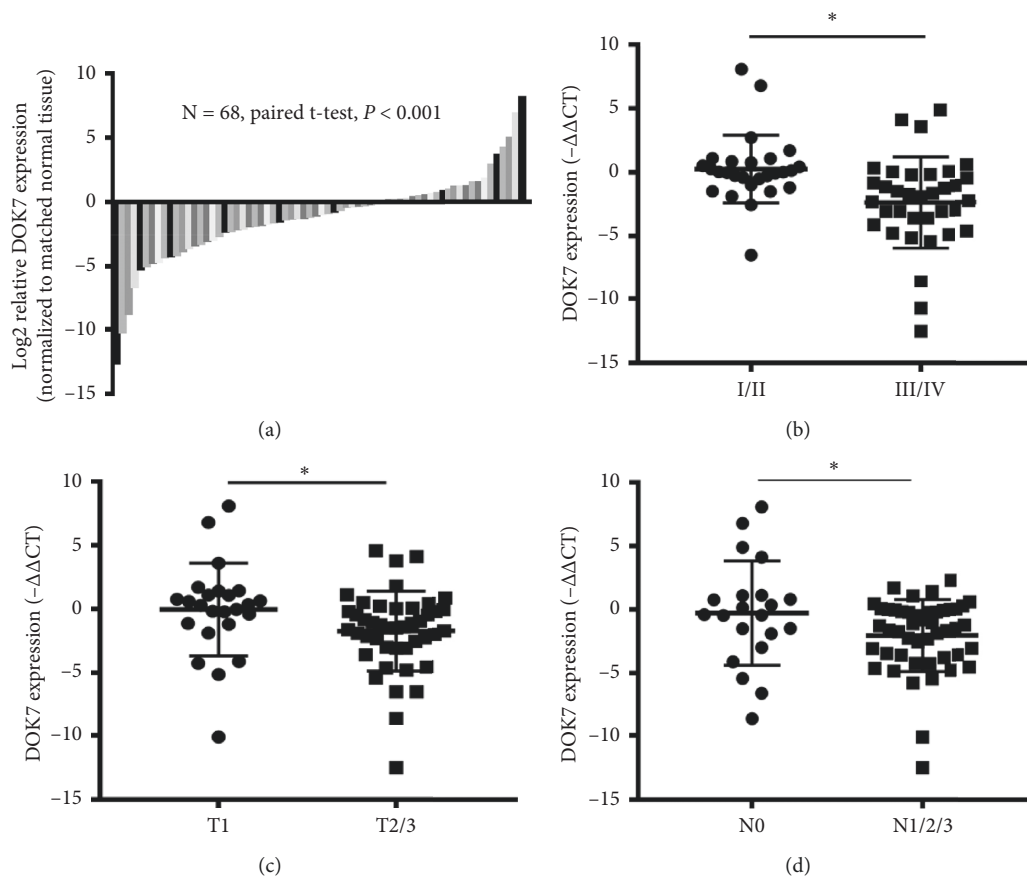 Log2 relative DOK7 expression
(normalized to matched normal tissue)
10
5
0
−5
−10
−15
N = 68, paired t-test, P < 0.001
(a)
DOK7 expression (−ΔΔCT)
10
5
0
−5
−10
−15
*
I/II
III/IV
(b)
DOK7 expression (−ΔΔCT)
10
5
0
−5
−10
−15
*
T1
T2/3
(c)
DOK7 expression (−ΔΔCT)
10
5
0
−5
−10
−15
*
N0
N1/2/3
(d)